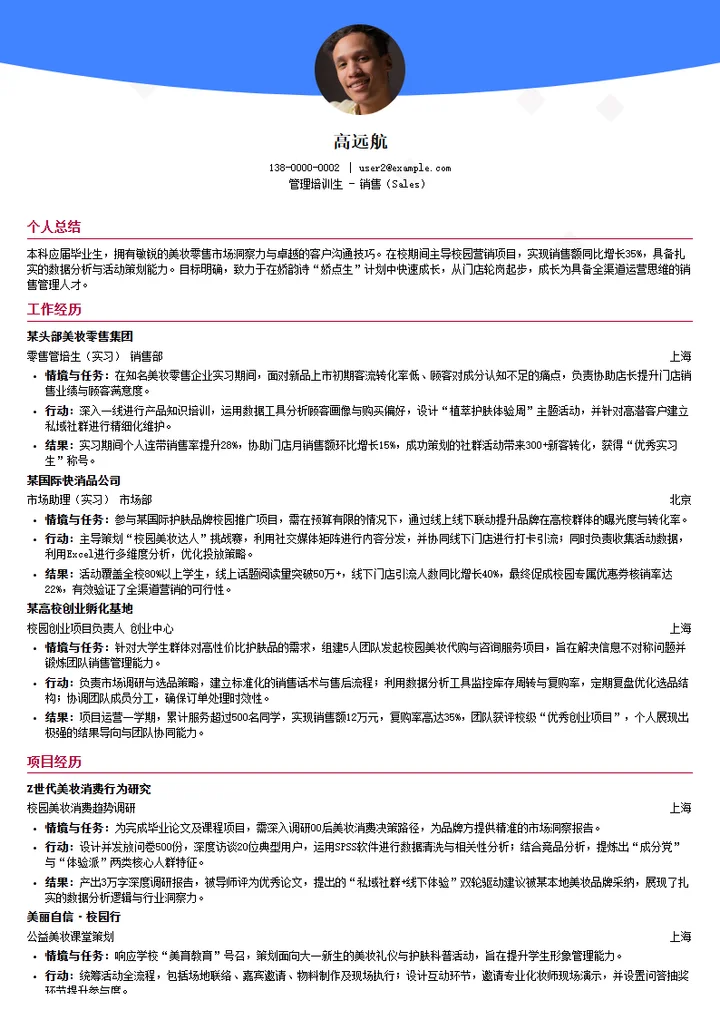 高远航
138-0000-0002 | user2@example.com
管理培训生 - 销售（Sales）
个人总结
本科应届毕业生，拥有敏锐的美妆零售市场洞察力与卓越的客户沟通技巧。在校期间主导校园营销项目，实现销售额同比增长35%，具备扎
实的数据分析与活动策划能力。目标明确，致力于在娇韵诗“娇点生”计划中快速成长，从门店轮岗起步，成长为具备全渠道运营思维的销
售管理人才。
工作经历
某头部美妆零售集团
零售管培生（实习） 销售部 上海
• 情境与任务：在知名美妆零售企业实习期间，面对新品上市初期客流转化率低、顾客对成分认知不足的痛点，负责协助店长提升门店销
售业绩与顾客满意度。
• 行动：深入一线进行产品知识培训，运用数据工具分析顾客画像与购买偏好，设计“植萃护肤体验周”主题活动，并针对高潜客户建立
私域社群进行精细化维护。
• 结果：实习期间个人连带销售率提升28%，协助门店月销售额环比增长15%，成功策划的社群活动带来300+新客转化，获得“优秀实习
生”称号。
某国际快消品公司
市场助理（实习） 市场部 北京
• 情境与任务：参与某国际护肤品牌校园推广项目，需在预算有限的情况下，通过线上线下联动提升品牌在高校群体的曝光度与转化率。
• 行动：主导策划“校园美妆达人”挑战赛，利用社交媒体矩阵进行内容分发，并协同线下门店进行打卡引流；同时负责收集活动数据，
利用Excel进行多维度分析，优化投放策略。
• 结果：活动覆盖全校80%以上学生，线上话题阅读量突破50万+，线下门店引流人数同比增长40%，最终促成校园专属优惠券核销率达
22%，有效验证了全渠道营销的可行性。
某高校创业孵化基地
校园创业项目负责人 创业中心 上海
• 情境与任务：针对大学生群体对高性价比护肤品的需求，组建5人团队发起校园美妆代购与咨询服务项目，旨在解决信息不对称问题并
锻炼团队销售管理能力。
• 行动：负责市场调研与选品策略，建立标准化的销售话术与售后流程；利用数据分析工具监控库存周转与复购率，定期复盘优化选品结
构；协调团队成员分工，确保订单处理时效性。
• 结果：项目运营一学期，累计服务超过500名同学，实现销售额12万元，复购率高达35%，团队获评校级“优秀创业项目”，个人展现出
极强的结果导向与团队协同能力。
项目经历
Z世代美妆消费行为研究
校园美妆消费趋势调研 上海
• 情境与任务：为完成毕业论文及课程项目，需深入调研00后美妆消费决策路径，为品牌方提供精准的市场洞察报告。
• 行动：设计并发放问卷500份，深度访谈20位典型用户，运用SPSS软件进行数据清洗与相关性分析；结合竞品分析，提炼出“成分党”
与“体验派”两类核心人群特征。
• 结果：产出3万字深度调研报告，被导师评为优秀论文，提出的“私域社群+线下体验”双轮驱动建议被某本地美妆品牌采纳，展现了扎
实的数据分析逻辑与行业洞察力。
美丽自信·校园行
公益美妆课堂策划 上海
• 情境与任务：响应学校“美育教育”号召，策划面向大一新生的美妆礼仪与护肤科普活动，旨在提升学生形象管理能力。
• 行动：统筹活动全流程，包括场地联络、嘉宾邀请、物料制作及现场执行；设计互动环节，邀请专业化妆师现场演示，并设置问答抽奖
环节提升参与度。